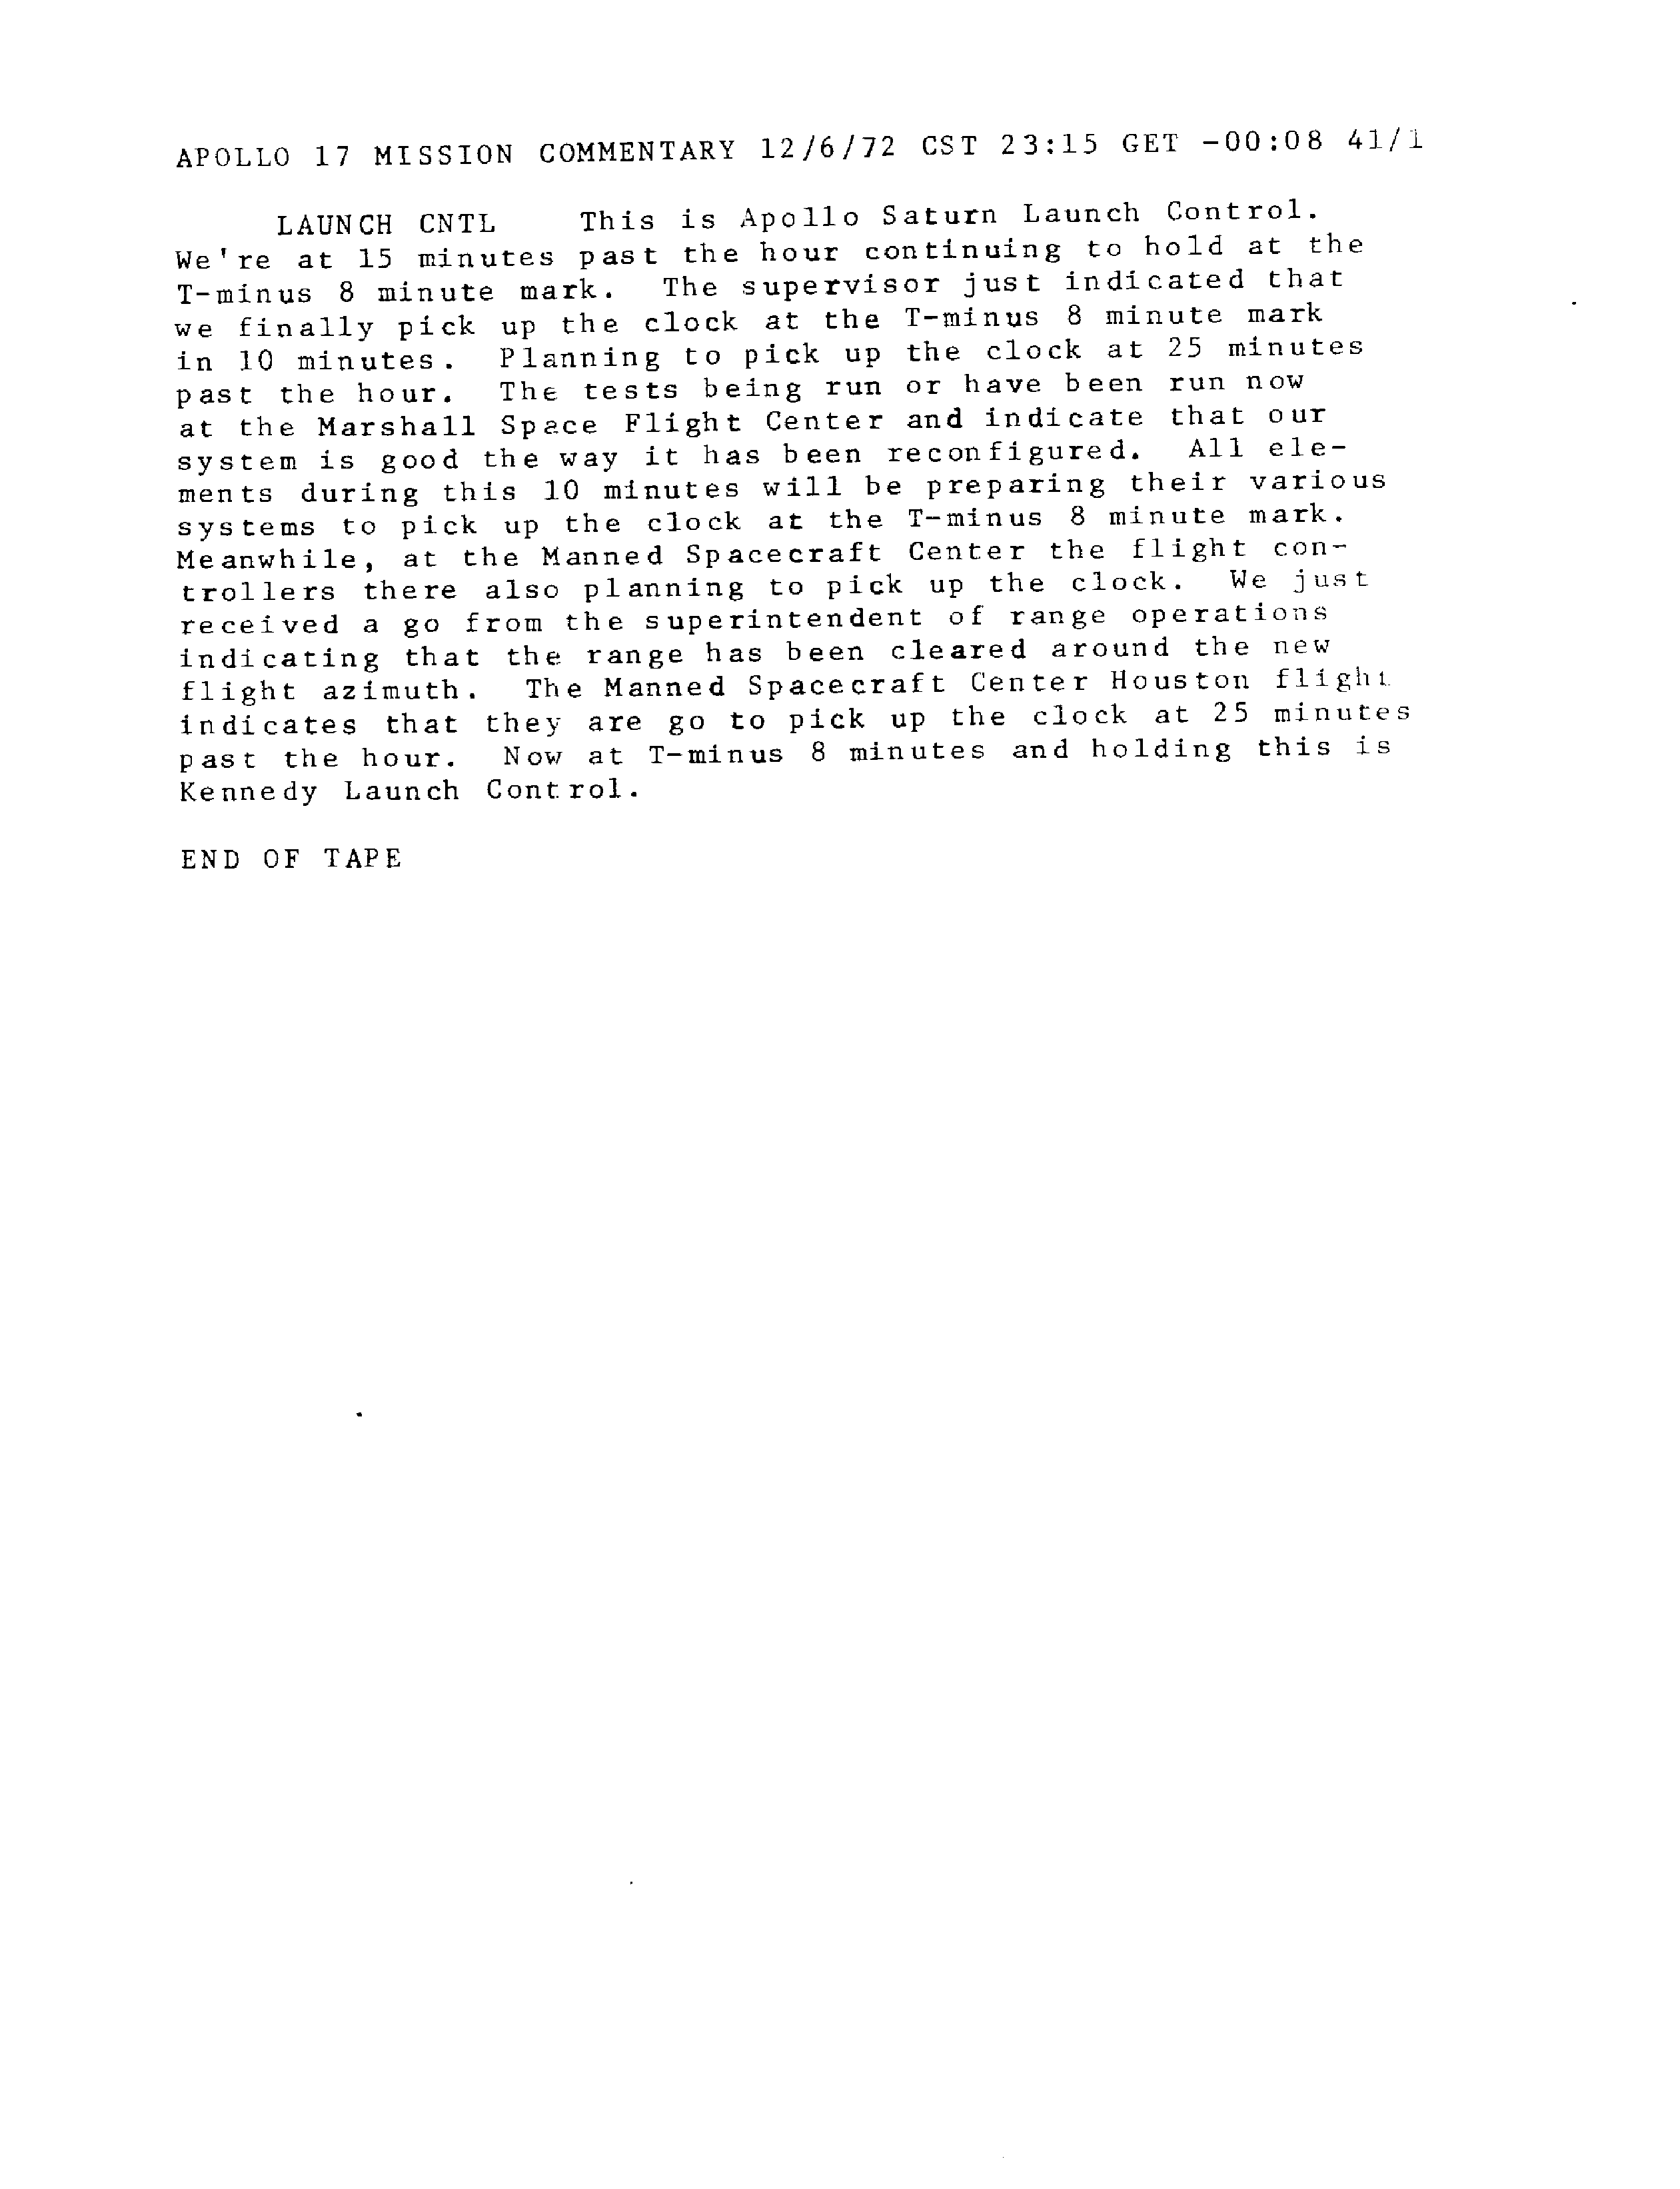 APOLLO 17 MISSION COMMENTARY 12/6/72 CST 23:15 GET -00:08 41/1
LAUNCH CNTL This is Apollo Saturn Launch Control.
We're at 15 minutes past the hour continuing to hold at the
T-minus 8 minute mark. The supervisor just indicated that
we finally pick up the clock at the T-minus 8 minute mark
in 10 minutes. Planning to pick up the clock at 25 minutes
past the hour. The tests being run or have been run now
at the Marshall Space Flight Center and indicate that our
system is good the way it has been reconfigured. All ele-
ments during this 10 minutes will be preparing their various
systems to pick up the clock at the T-minus 8 minute mark.
Meanwhile, at the Manned Spacecraft Center the flight con-
trollers there also planning to pick up the clock. We just
received a go from the superintendent of range operations
indicating that the range has been cleared around the new
flight azimuth. The Manned Spacecraft Center Houston flight
indicates that they are go to pick up the clock at 25 minutes
past the hour. Now at T-minus 8 minutes and holding this is
Kennedy Launch Control.
END OF TAPE